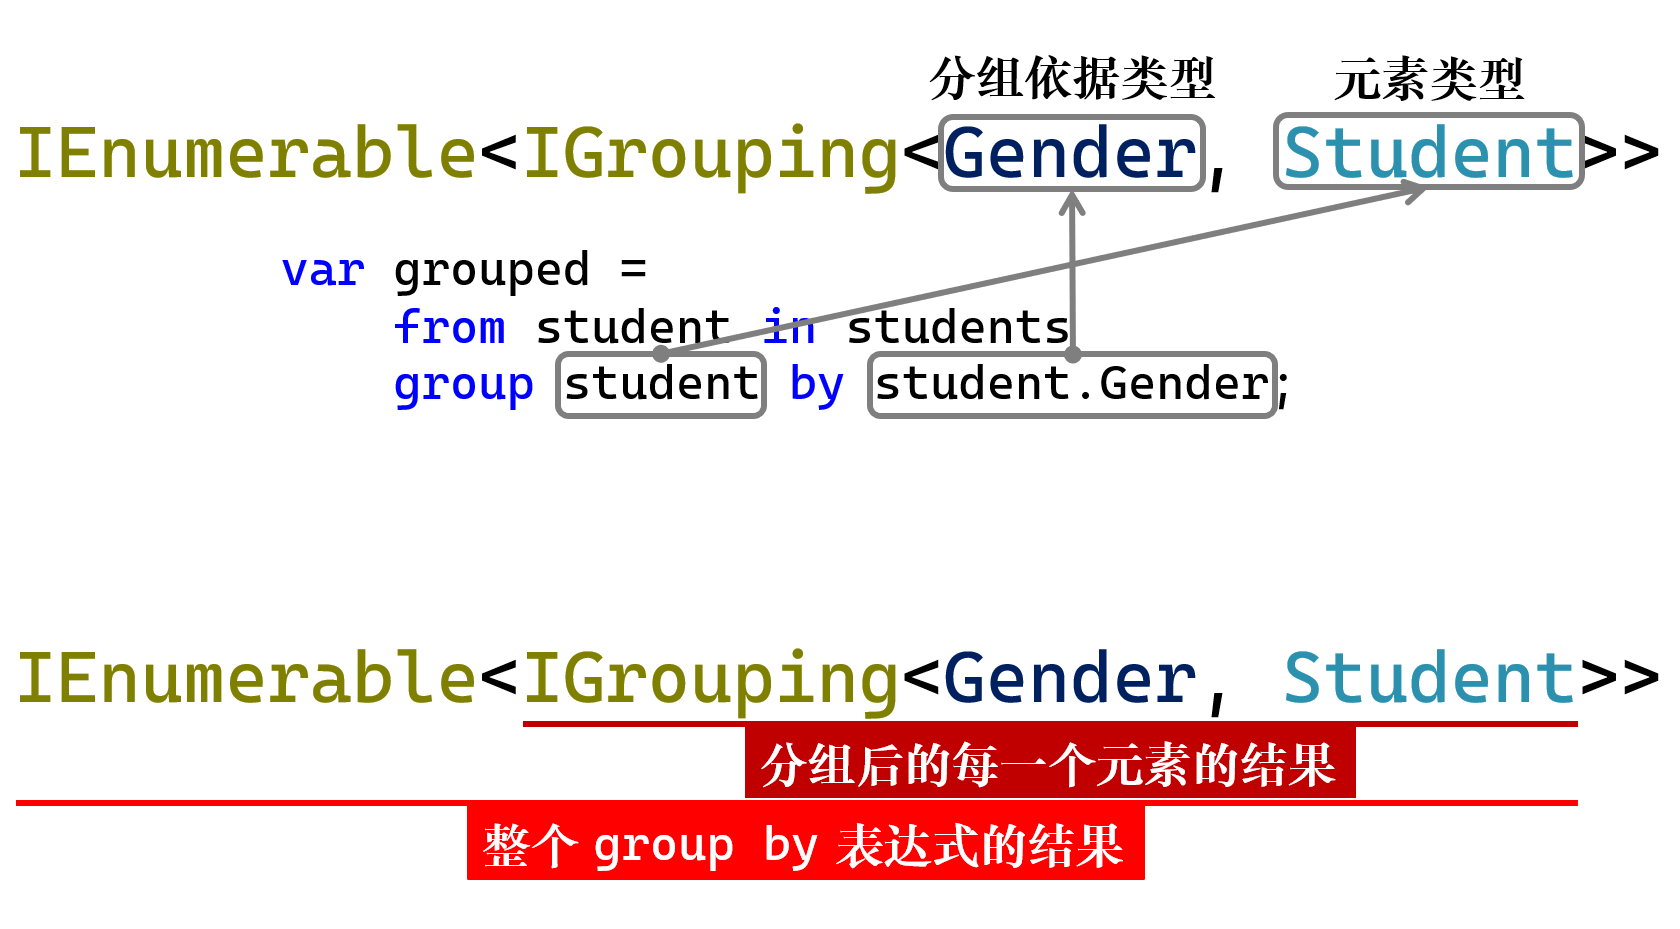 分组依据类型 元素类型
IEnumerable<IGrouping<Gender, Student>>
var grouped =
from student in students
group student by student.Gender;
IEnumerable<IGrouping<Gender, Student>>
分组后的每一个元素的结果
整个 group by 表达式的结果